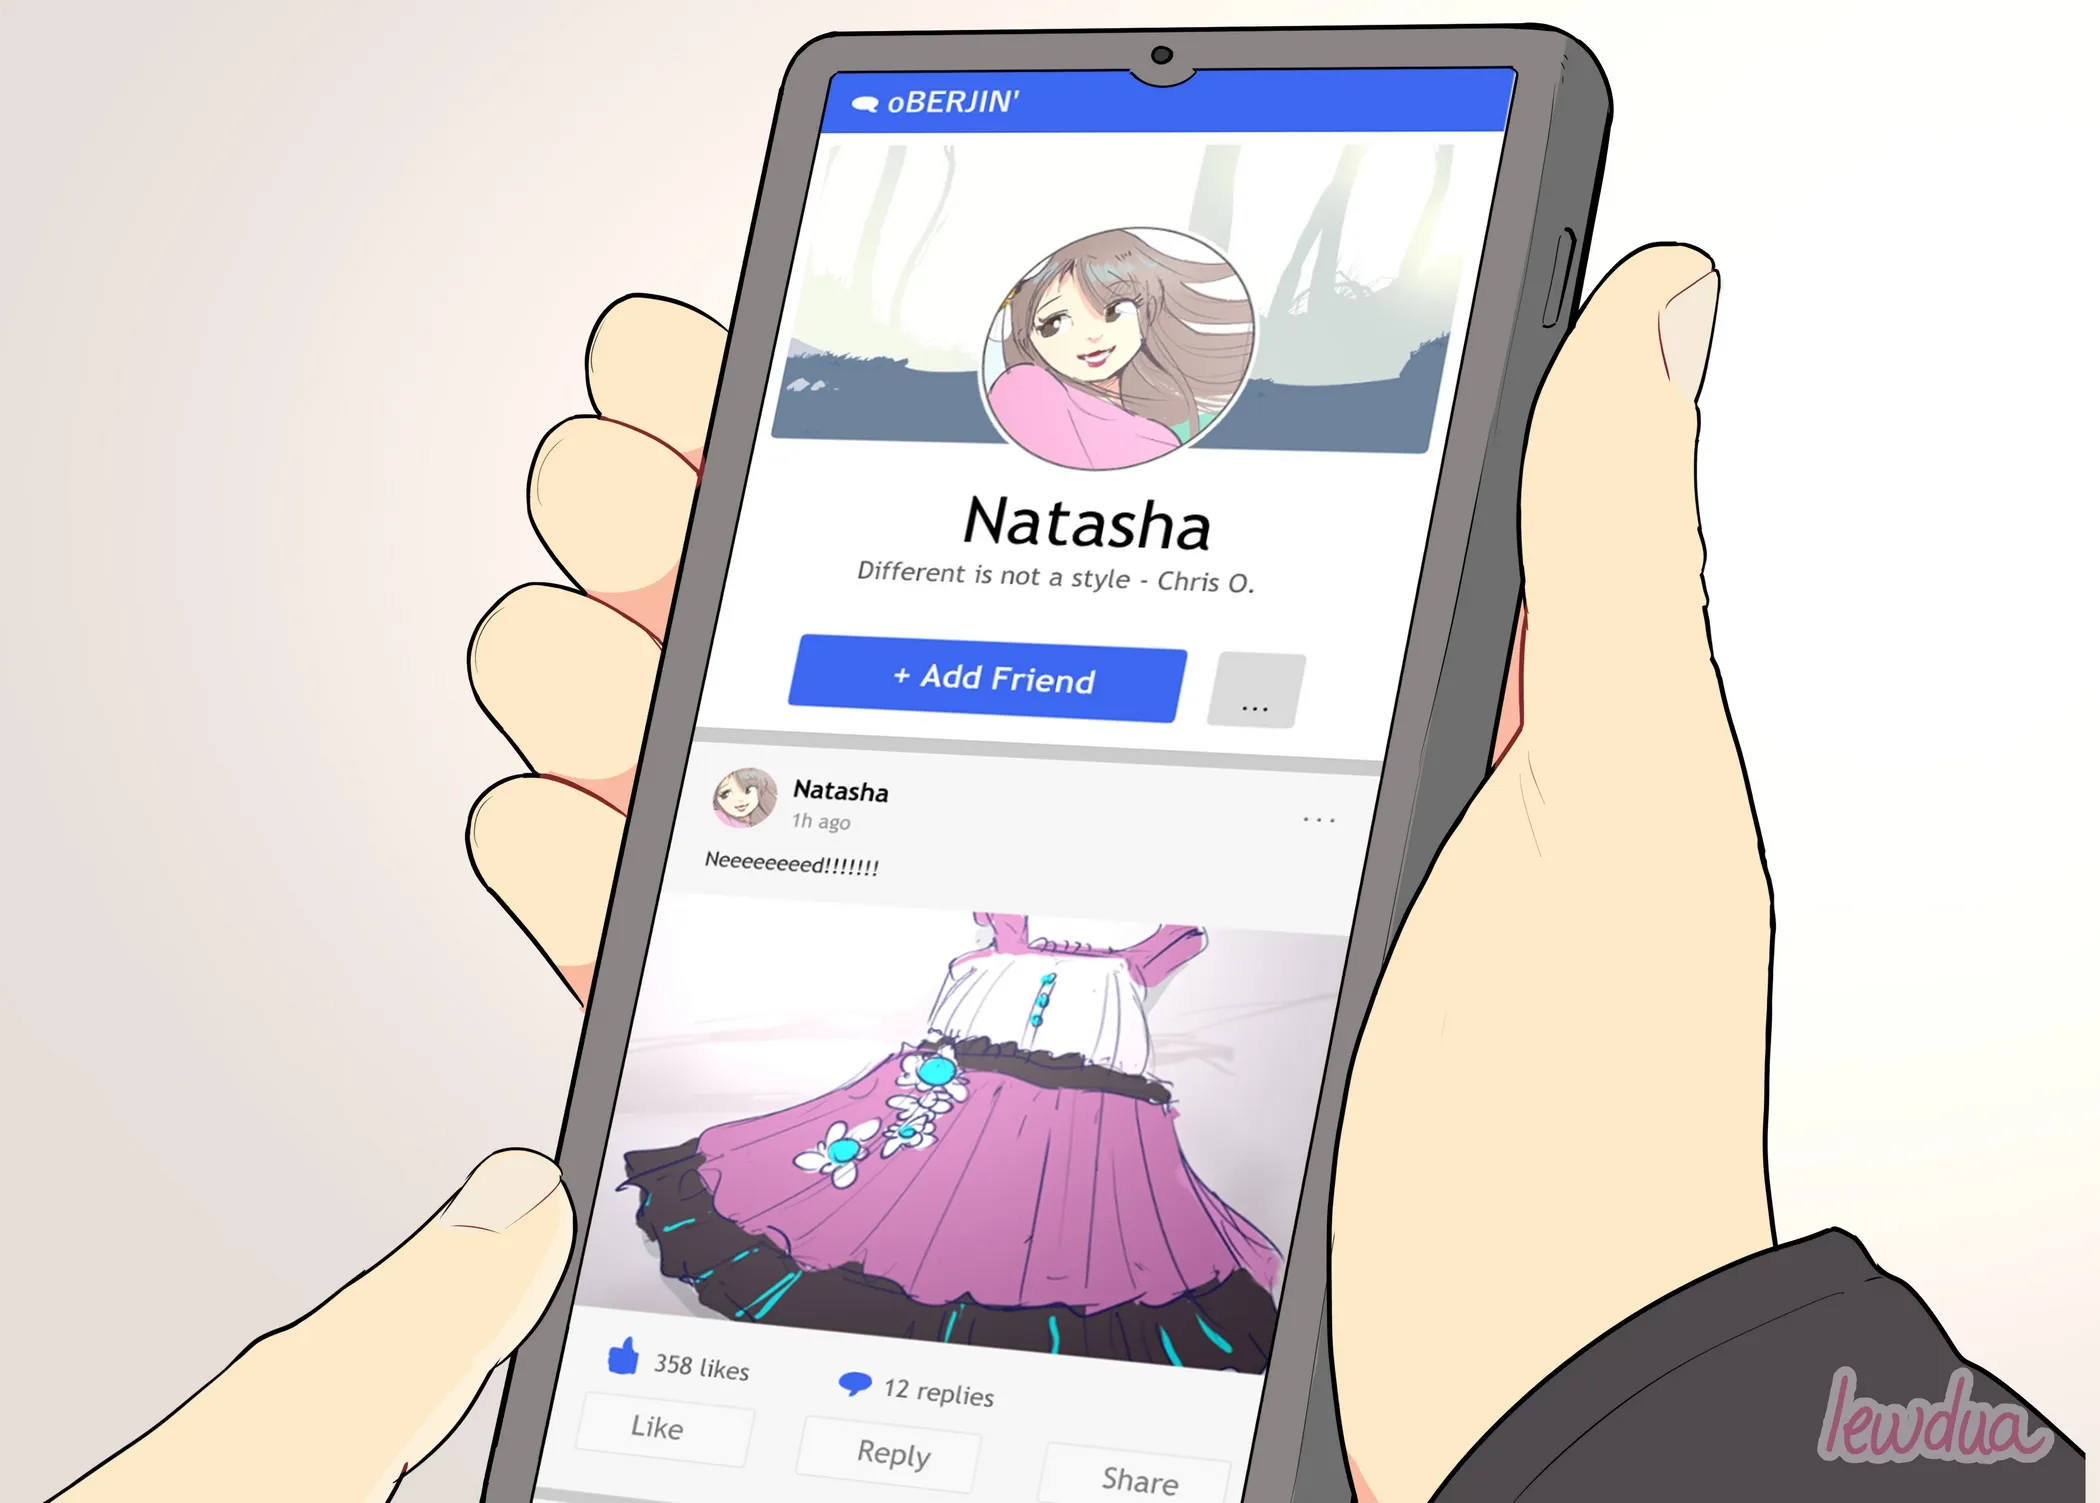 oBERJIN'
Natasha
Different is not a style - Chris O.
+ Add Friend
...
Natasha
...
1h ago
Neeeeeeeed!!!!!!!
358 likes
12 replies
Like
Reply
Share
lewdua